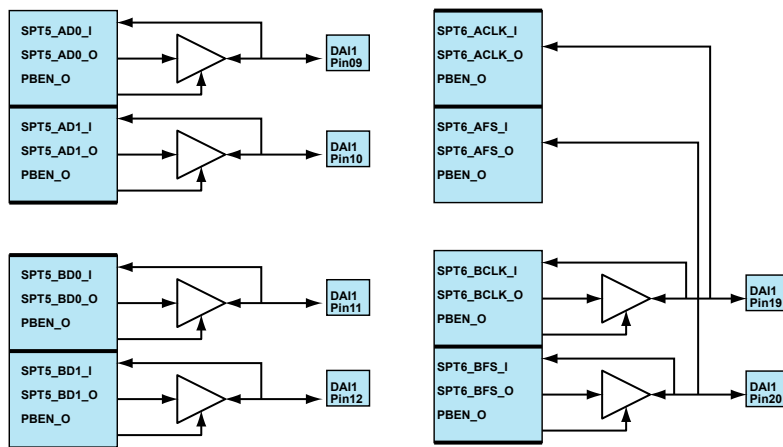 SPT5_AD0_I
SPT5_AD0_O
PBEN_O
DAI1
Pin09
SPT5_AD1_I
SPT5_AD1_O
PBEN_O
DAI1
Pin10
SPT5_BD0_I
SPT5_BD0_O
PBEN_O
DAI1
Pin11
SPT5_BD1_I
SPT5_BD1_O
PBEN_O
DAI1
Pin12
SPT6_ACLK_I
SPT6_ACLK_O
PBEN_O
SPT6_AFS_I
SPT6_AFS_O
PBEN_O
SPT6_BCLK_I
SPT6_BCLK_O
PBEN_O
DAI1
Pin19
SPT6_BFS_I
SPT6_BFS_O
PBEN_O
DAI1
Pin20